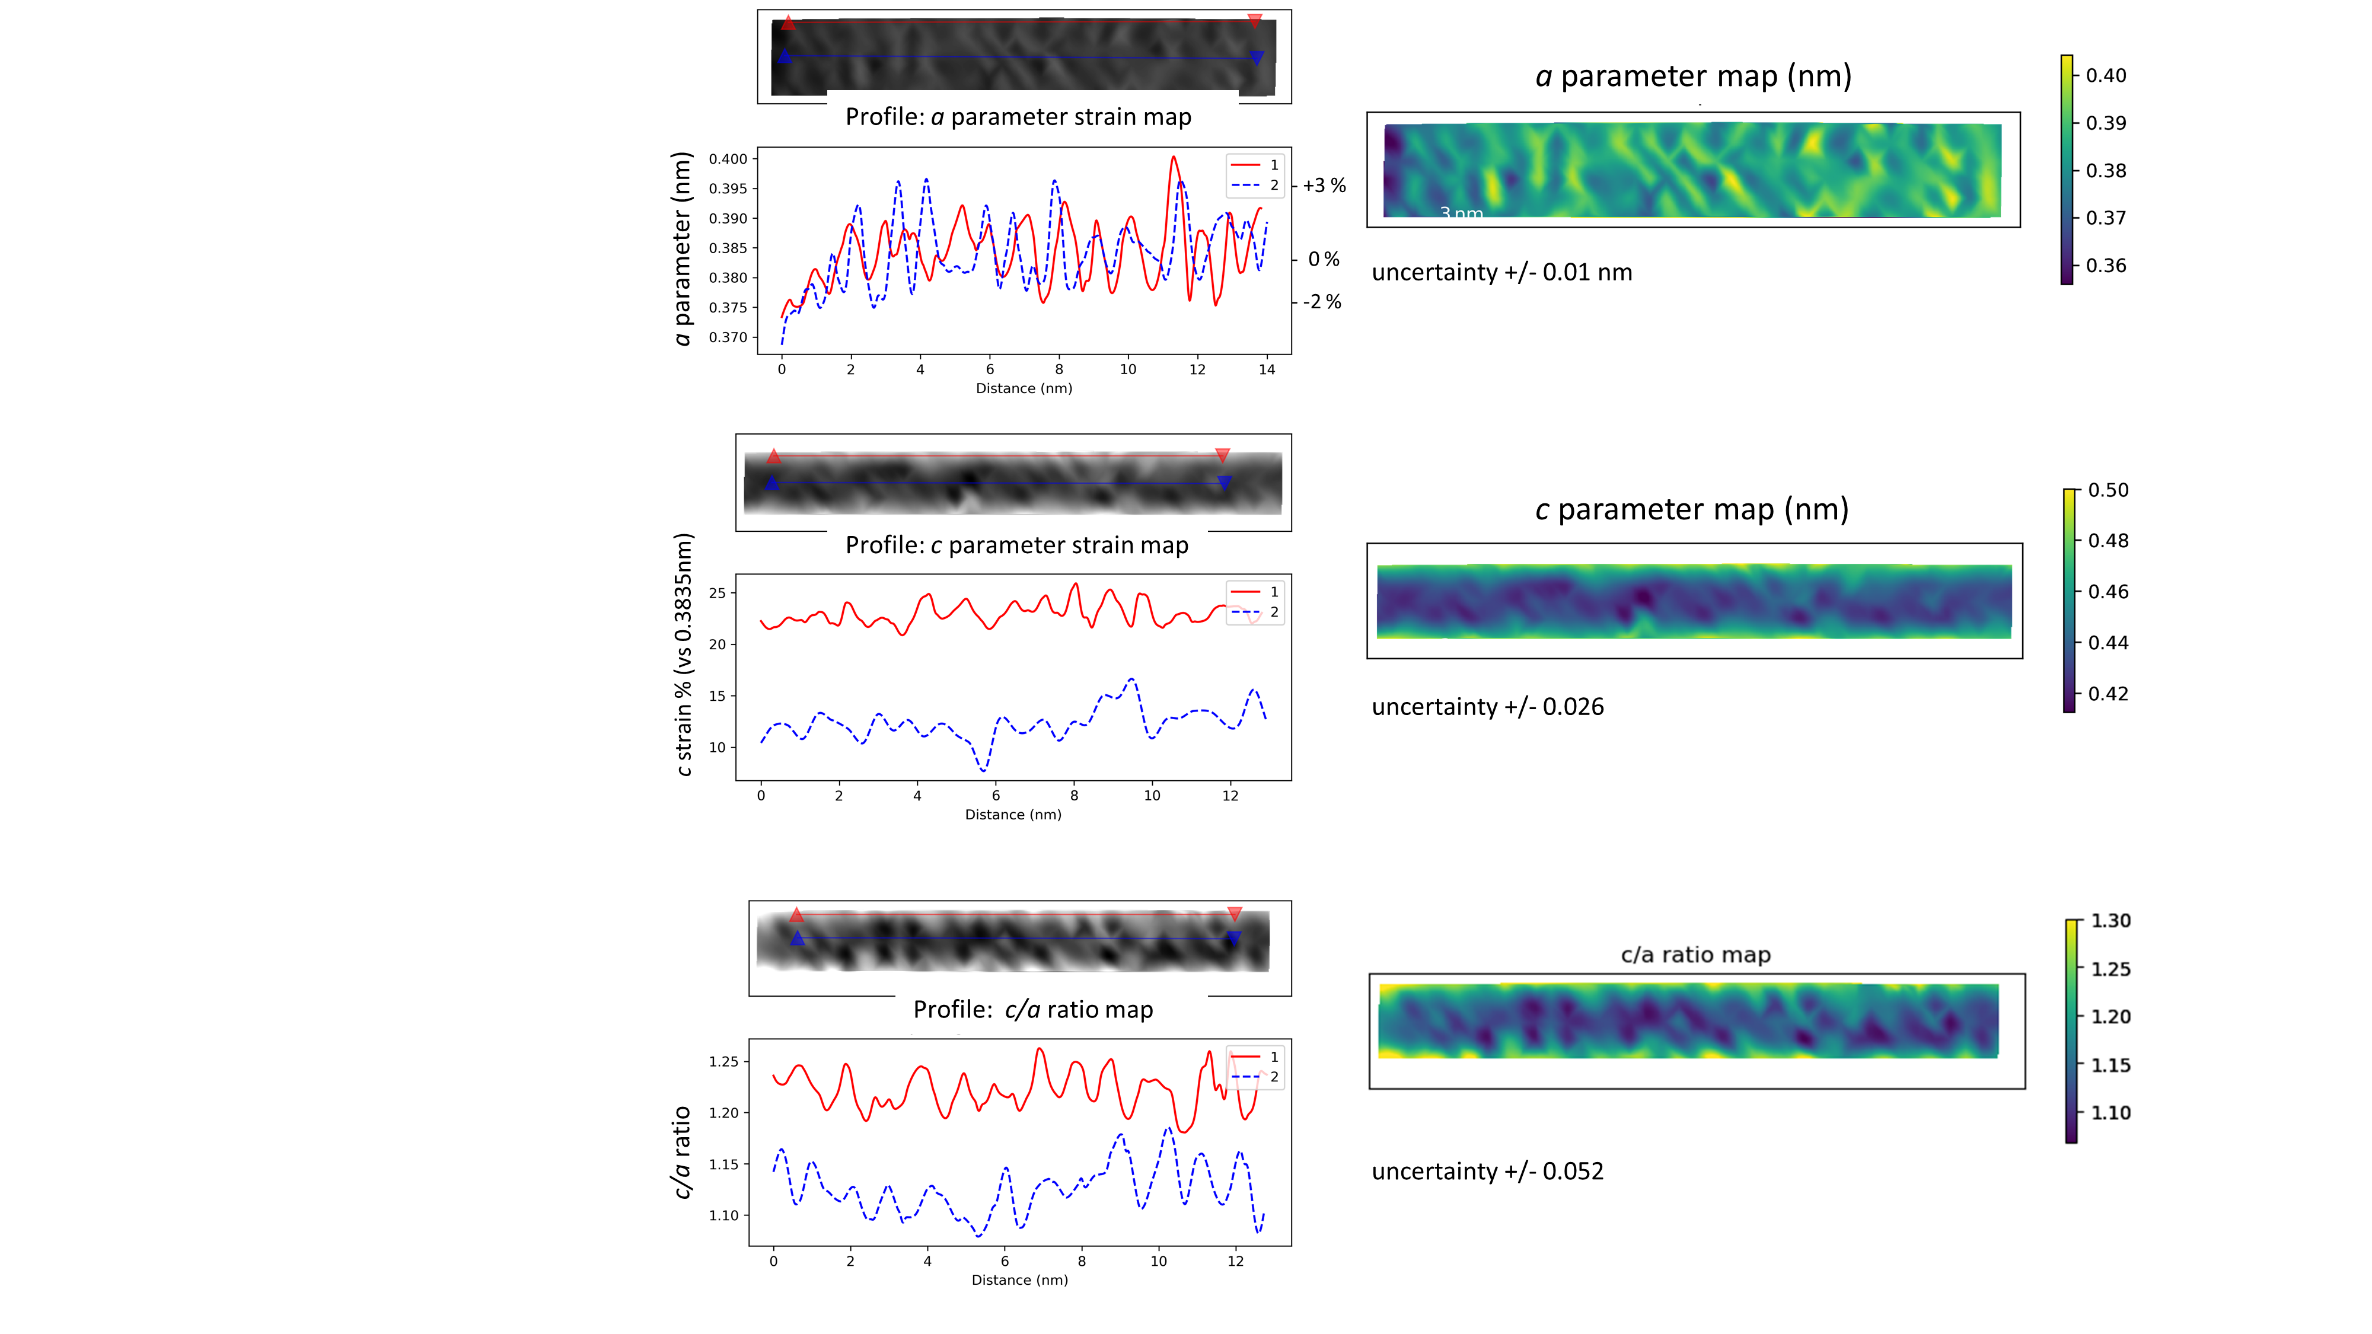 Profile: a parameter strain map
a parameter (nm)
0.400
0.395
0.390
0.385
0.380
0.375
0.370
+3 %
0 %
-2 %
1
2
0 2 4 6 8 10 12 14
Distance (nm)
a parameter map (nm)
3 nm
0.40
0.39
0.38
0.37
0.36
uncertainty +/- 0.01 nm
Profile: c parameter strain map
c strain % (vs 0.3835nm)
25
20
15
10
1
2
0 2 4 6 8 10 12
Distance (nm)
c parameter map (nm)
0.50
0.48
0.46
0.44
0.42
uncertainty +/- 0.026
Profile: c/a ratio map
c/a ratio
1.25
1.20
1.15
1.10
1
2
0 2 4 6 8 10 12
Distance (nm)
c/a ratio map
1.30
1.25
1.20
1.15
1.10
uncertainty +/- 0.052